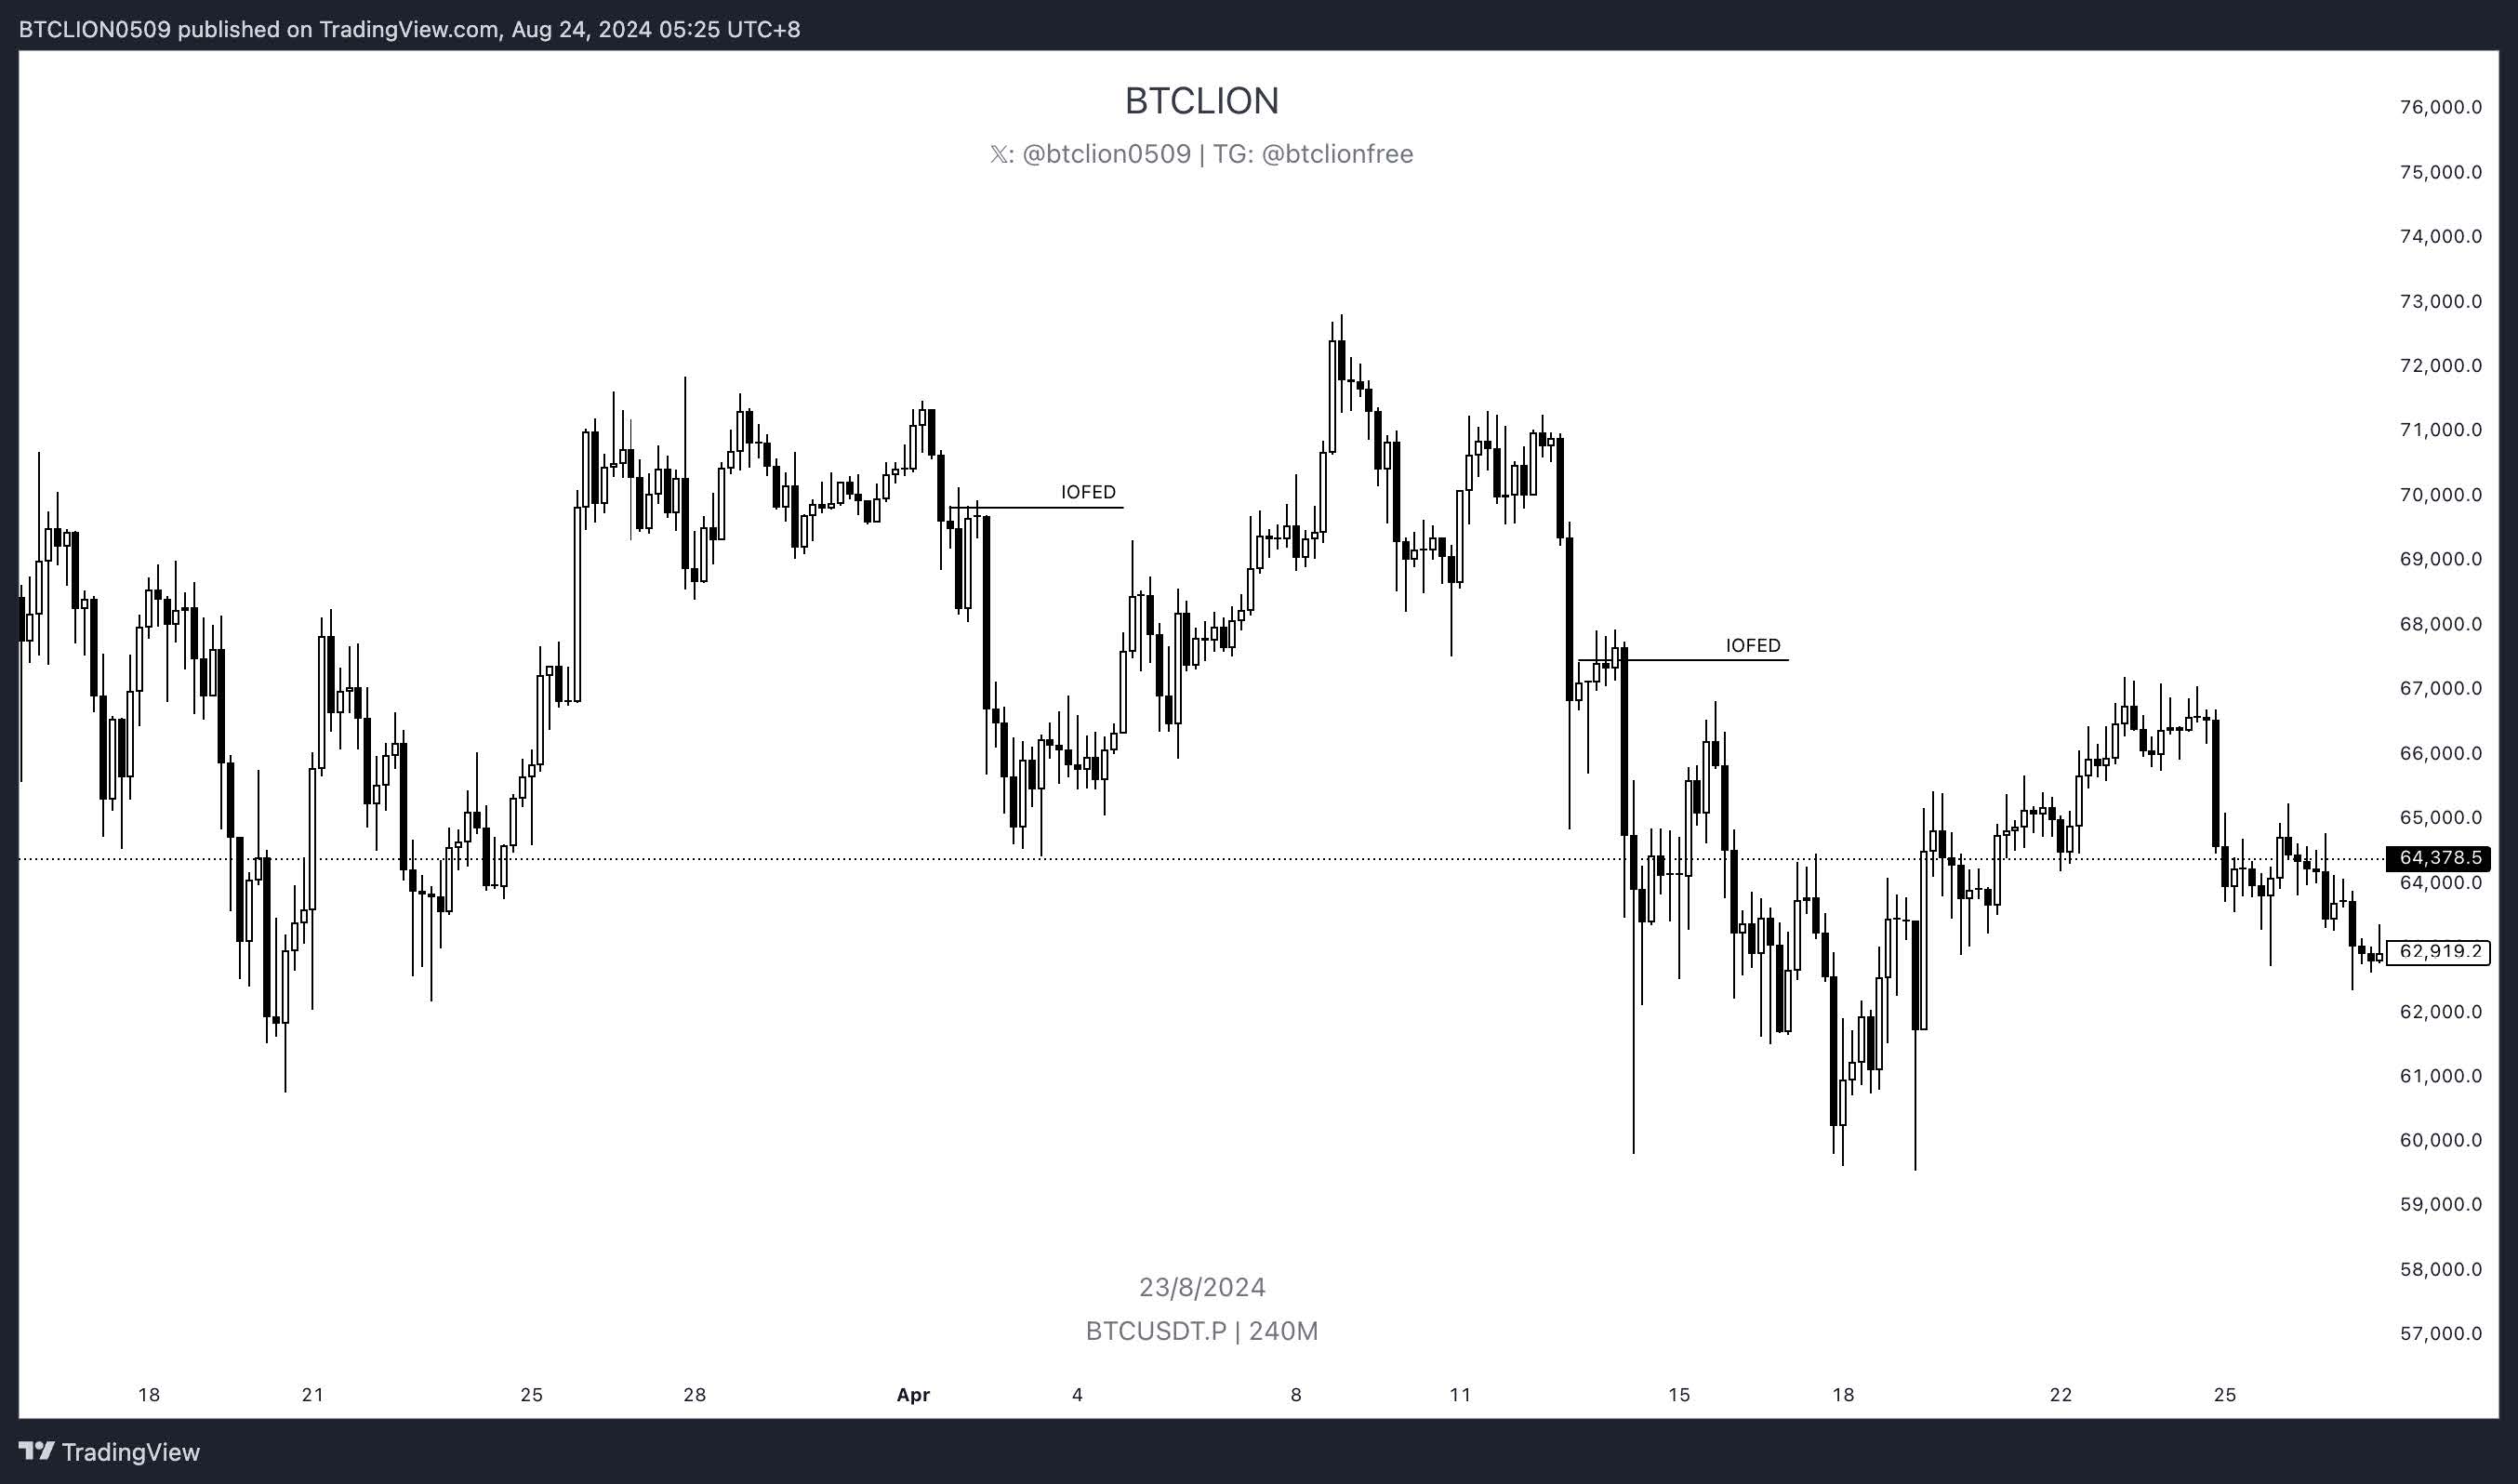 BTCLION0509 published on TradingView.com, Aug 24, 2024 05:25 UTC+8
BTCLION
𝕏: @btclion0509 | TG: @btclionfree
76,000.0
75,000.0
74,000.0
73,000.0
72,000.0
71,000.0
70,000.0
69,000.0
68,000.0
67,000.0
66,000.0
65,000.0
64,378.5
64,000.0
62,919.2
62,000.0
61,000.0
60,000.0
59,000.0
58,000.0
57,000.0
IOFED
IOFED
23/8/2024
BTCUSDT.P | 240M
18 21 25 28 Apr 4 8 11 15 18 22 25
TradingView